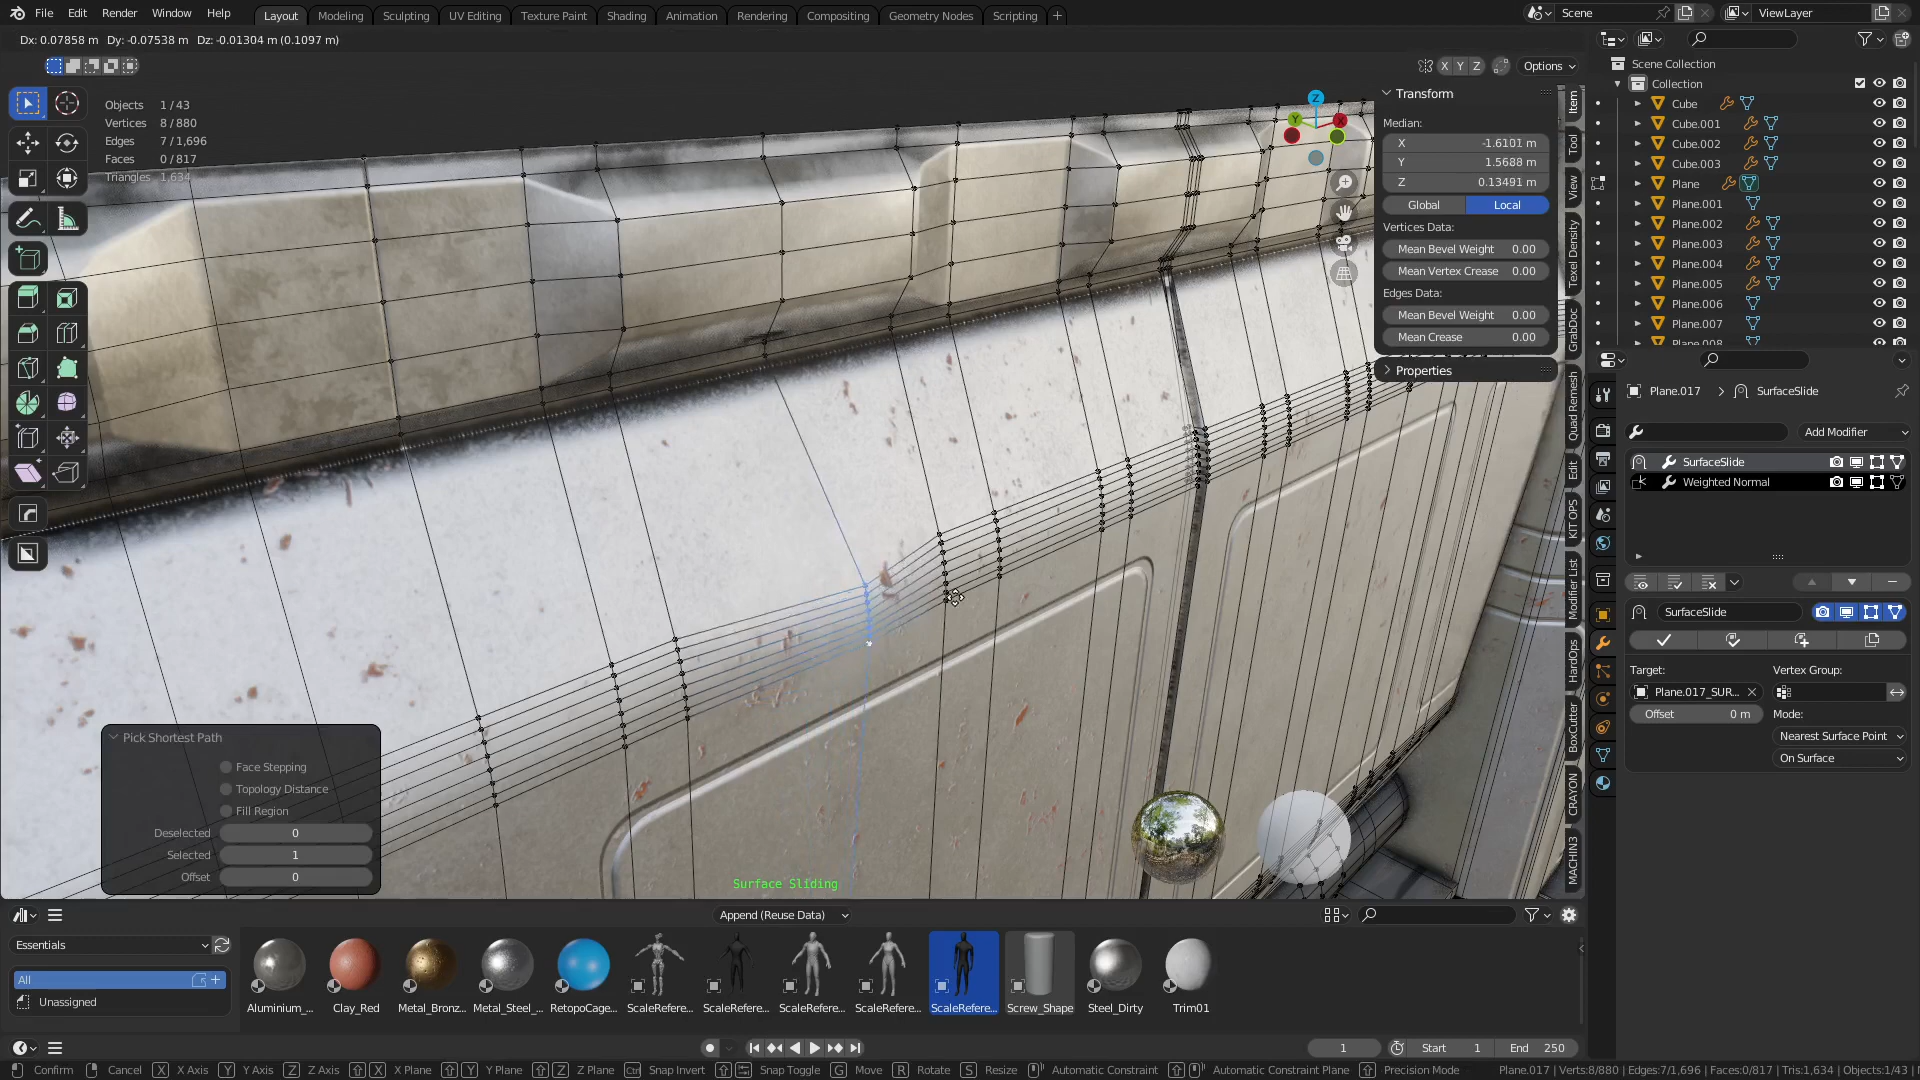 File Edit Render Window Help Layout Modeling Sculpting UV Editing Texture Paint Shading Animation Rendering Compositing Geometry Nodes Scripting + Scene ViewLayer
Dx: 0.07858 m Dy: -0.07538 m Dz: -0.01304 m (0.1097 m)
X Y Z Options
Objects 1 / 43
Vertices 8 / 880
Edges 7 / 1,696
Faces 0 / 817
Triangles 1,634
Z
Y
X
Transform
Median:
X -1.6101 m
Y 1.5688 m
Z 0.13491 m
Global Local
Vertices Data:
Mean Bevel Weight 0.00
Mean Vertex Crease 0.00
Edges Data:
Mean Bevel Weight 0.00
Mean Crease 0.00
Properties
Item
Tool
View
Texel Density
GrabDoc
Quad Remesh
Edit
KIT OPS
Modifier List
HardOps
BoxCutter
CRAYON
MACHIN3
Scene Collection
Collection
Cube
Cube.001
Cube.002
Cube.003
Plane
Plane.001
Plane.002
Plane.003
Plane.004
Plane.005
Plane.006
Plane.007
Plane.008
Plane.017 > SurfaceSlide
Add Modifier
SurfaceSlide
Weighted Normal
SurfaceSlide
Target: Vertex Group:
Plane.017_SUR...
Offset 0 m Mode:
Nearest Surface Point
On Surface
Pick Shortest Path
Face Stepping
Topology Distance
Fill Region
Deselected 0
Selected 1
Offset 0
Surface Sliding
Append (Reuse Data)
Essentials
All
Unassigned
Aluminium_... Clay_Red Metal_Bronz... Metal_Steel_... RetopoCage... ScaleRefere... ScaleRefere... ScaleRefere... ScaleRefere... ScaleRefere... Screw_Shape Steel_Dirty Trim01
1 Start 1 End 250
Confirm Cancel X X Axis Y Y Axis Z Z Axis X X Plane Y Y Plane Z Z Plane Ctrl Snap Invert Snap Toggle G Move R Rotate S Resize Automatic Constraint Automatic Constraint Plane Precision Mode Plane.017 | Verts:8/880 | Edges:7/1,696 | Faces:0/817 | Tris:1,634 | Objects:1/43 |